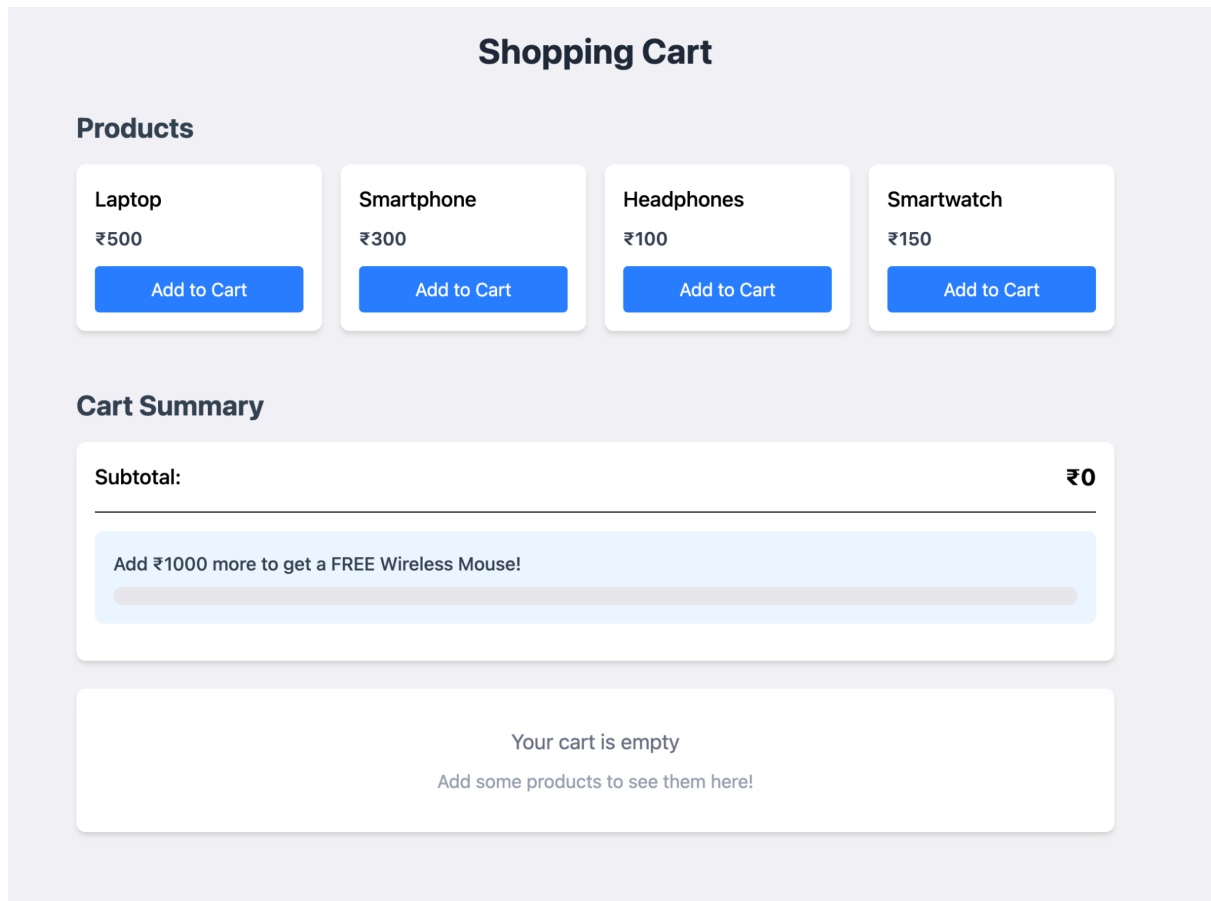 Shopping Cart
Products
Laptop
₹500
Add to Cart
Smartphone
₹300
Add to Cart
Headphones
₹100
Add to Cart
Smartwatch
₹150
Add to Cart
Cart Summary
Subtotal: ₹0
Add ₹1000 more to get a FREE Wireless Mouse!
Your cart is empty
Add some products to see them here!